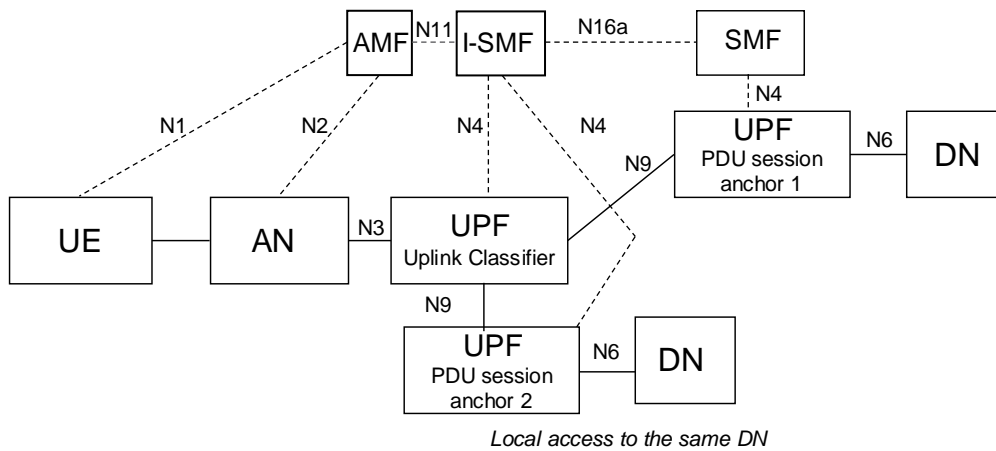 N11
N16a
AMF
I-SMF
SMF
N1
N2
N4
N4
N4
UPF
PDU session
anchor 1
N6
DN
N9
UE
AN
N3
UPF
Uplink Classifier
N9
UPF
PDU session
anchor 2
N6
DN
Local access to the same DN